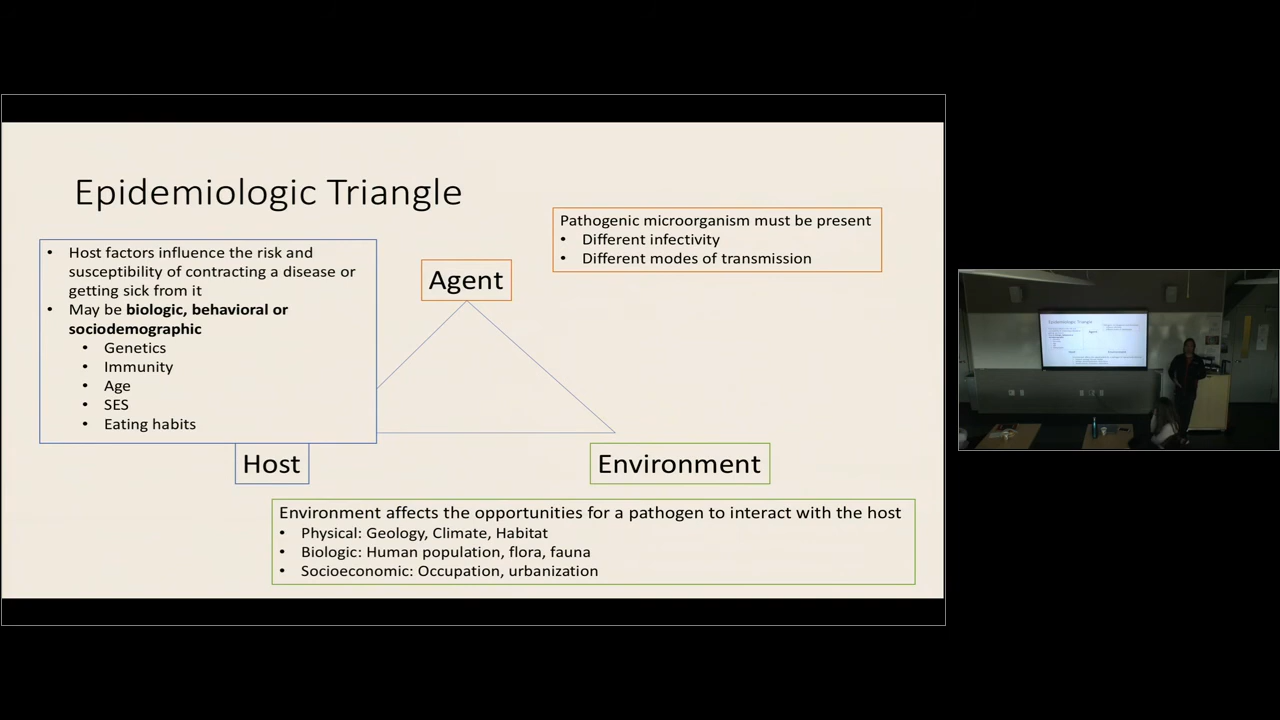 Epidemiologic Triangle
Pathogenic microorganism must be present
• Different infectivity
• Different modes of transmission
• Host factors influence the risk and
susceptibility of contracting a disease or
getting sick from it
• May be biologic, behavioral or
sociodemographic
• Genetics
• Immunity
• Age
• SES
• Eating habits
Agent
Host
Environment
Environment affects the opportunities for a pathogen to interact with the host
• Physical: Geology, Climate, Habitat
• Biologic: Human population, flora, fauna
• Socioeconomic: Occupation, urbanization
Epidemiologic Triangle
Agent